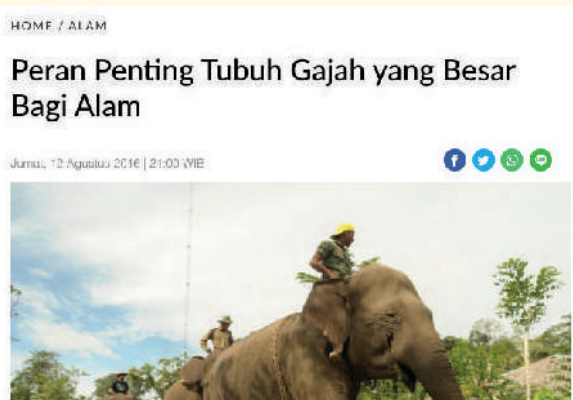 HOME / ALAM
Peran Penting Tubuh Gajah yang Besar
Bagi Alam
Jumat, 12 Agustus 2016 | 21:00 WIB